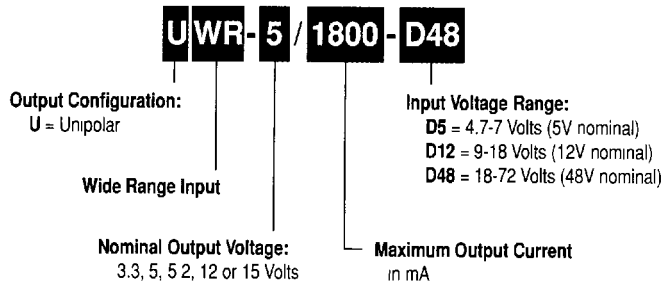 UWR-5/1800-D48
Output Configuration:
U = Unipolar
Wide Range Input
Nominal Output Voltage:
3.3, 5, 5 2, 12 or 15 Volts
Input Voltage Range:
D5 = 4.7-7 Volts (5V nominal)
D12 = 9-18 Volts (12V nominal)
D48 = 18-72 Volts (48V nominal)
Maximum Output Current
in mA